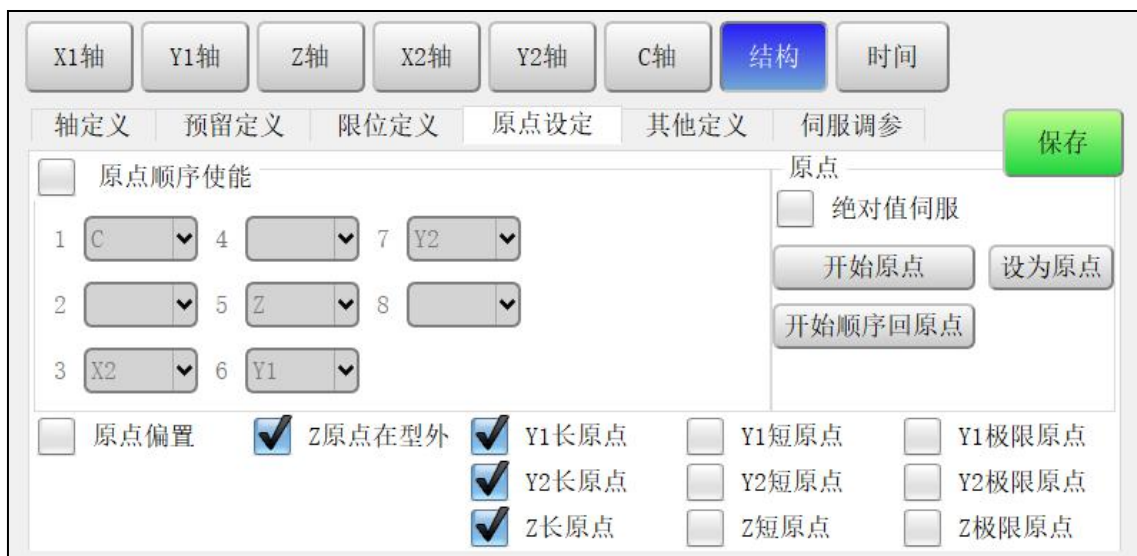 X1轴 Y1轴 Z轴 X2轴 Y2轴 C轴 结构 时间
轴定义 预留定义 限位定义 原点设定 其他定义 伺服调参 保存
原点顺序使能 原点
绝对值伺服
1 C 4 7 Y2
开始原点 设为原点
2 5 Z 8
开始顺序回原点
3 X2 6 Y1
原点偏置 Z原点在型外 Y1长原点 Y1短原点 Y1极限原点
Y2长原点 Y2短原点 Y2极限原点
Z长原点 Z短原点 Z极限原点